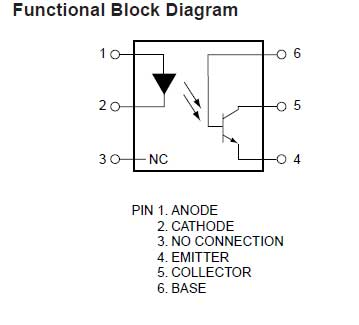 Functional Block Diagram
1 6
2 5
3 NC 4
PIN 1. ANODE
2. CATHODE
3. NO CONNECTION
4. EMITTER
5. COLLECTOR
6. BASE